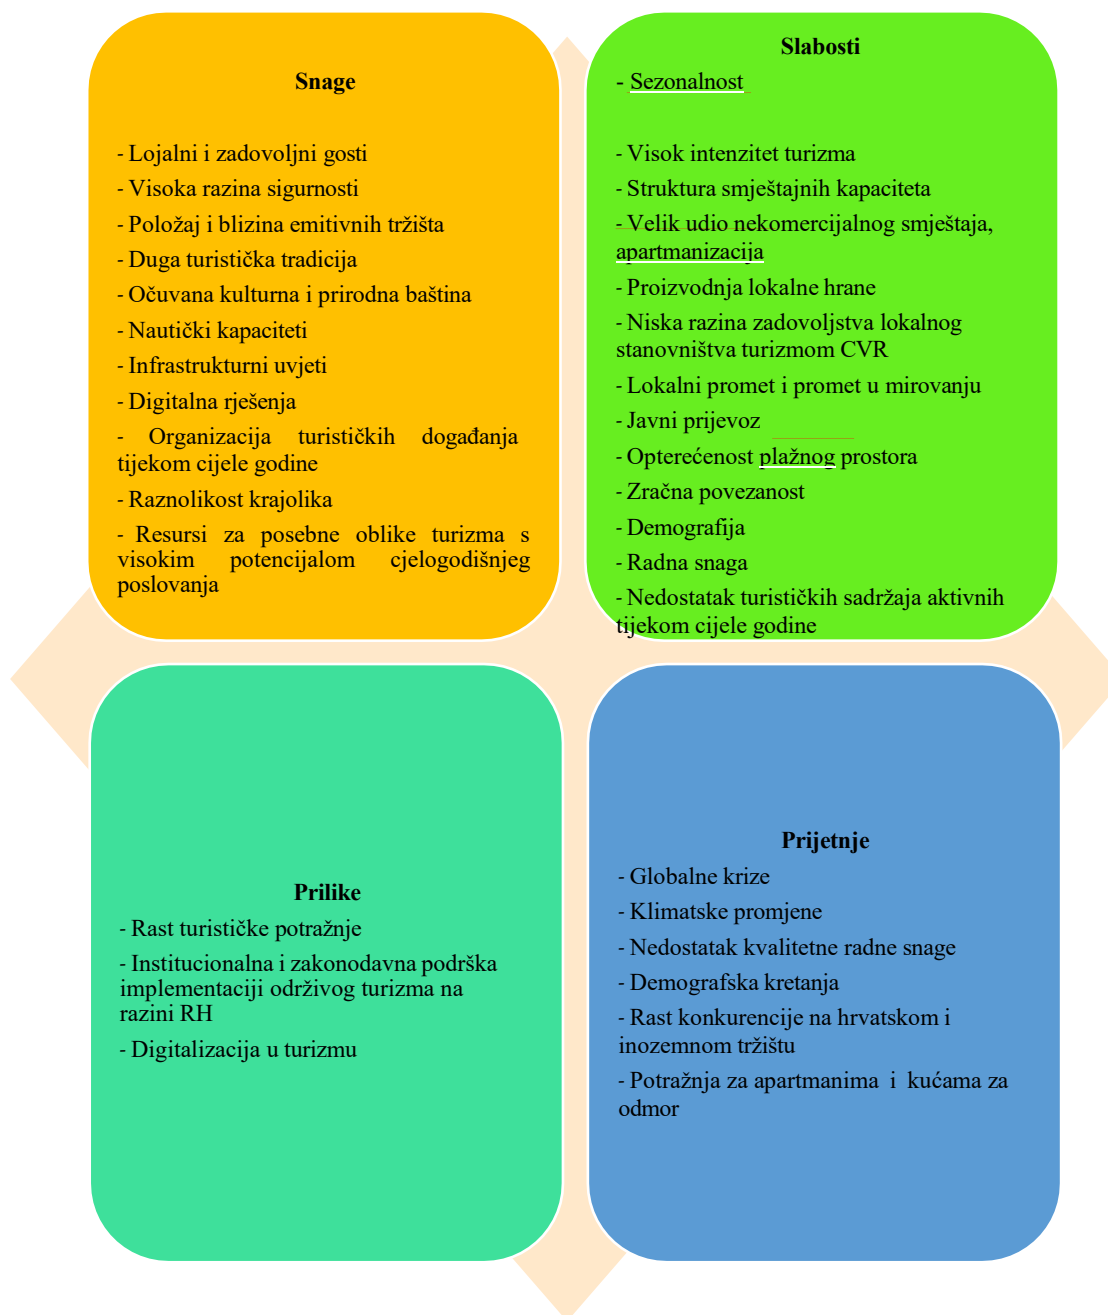 Snage
- Lojalni i zadovoljni gosti
- Visoka razina sigurnosti
- Položaj i blizina emitivnih tržišta
- Duga turistička tradicija
- Očuvana kulturna i prirodna baština
- Nautički kapaciteti
- Infrastrukturni uvjeti
- Digitalna rješenja
- Organizacija turističkih događanja
tijekom cijele godine
- Raznolikost krajolika
- Resursi za posebne oblike turizma s
visokim potencijalom cjelogodišnjeg
poslovanja
Slabosti
- Sezonalnost
- Visok intenzitet turizma
- Struktura smještajnih kapaciteta
- Velik udio nekomercijalnog smještaja,
apartmanizacija
- Proizvodnja lokalne hrane
- Niska razina zadovoljstva lokalnog
stanovništva turizmom CVR
- Lokalni promet i promet u mirovanju
- Javni prijevoz
- Opterećenost plažnog prostora
- Zračna povezanost
- Demografija
- Radna snaga
- Nedostatak turističkih sadržaja aktivnih
tijekom cijele godine
Prilike
- Rast turističke potražnje
- Institucionalna i zakonodavna podrška
implementaciji održivog turizma na
razini RH
- Digitalizacija u turizmu
Prijetnje
- Globalne krize
- Klimatske promjene
- Nedostatak kvalitetne radne snage
- Demografska kretanja
- Rast konkurencije na hrvatskom i
inozemnom tržištu
- Potražnja za apartmanima i kućama za
odmor